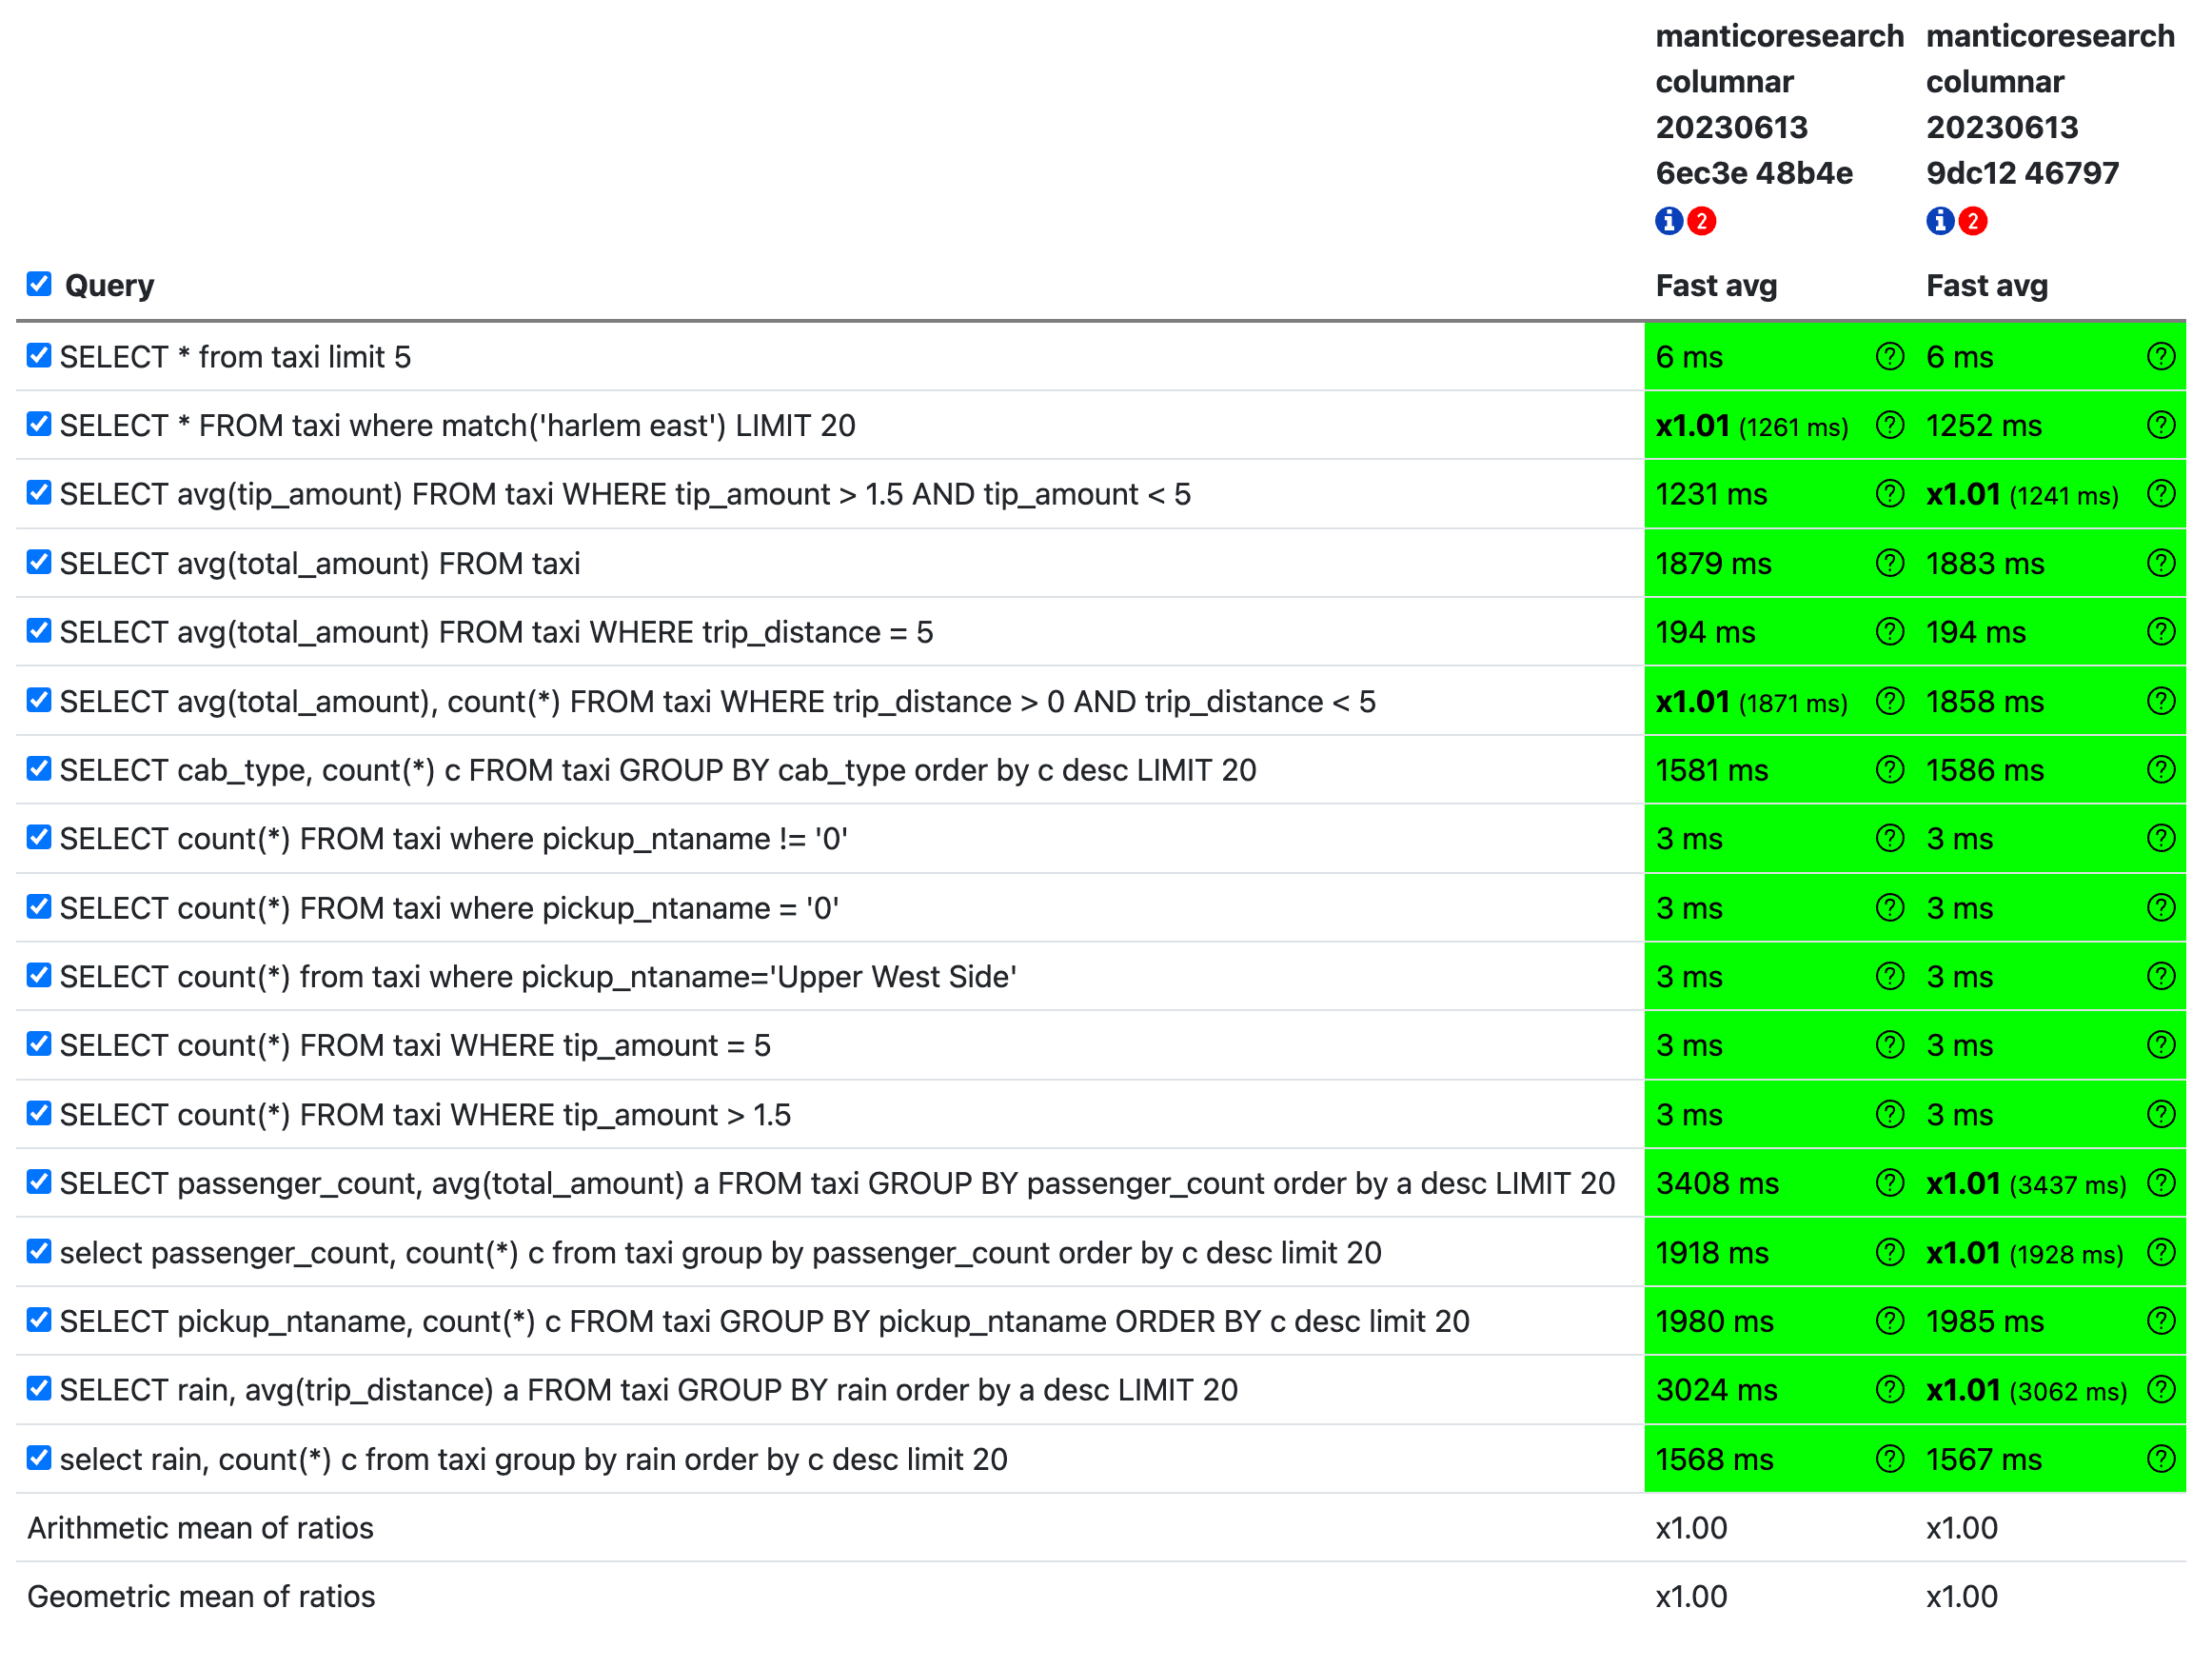 manticoresearch manticoresearch
columnar columnar
20230613 20230613
6ec3e 48b4e 9dc12 46797
i 2 i 2
Query Fast avg Fast avg
SELECT * from taxi limit 5 6 ms ? 6 ms ?
SELECT * FROM taxi where match('harlem east') LIMIT 20 x1.01 (1261 ms) ? 1252 ms ?
SELECT avg(tip_amount) FROM taxi WHERE tip_amount > 1.5 AND tip_amount < 5 1231 ms ? x1.01 (1241 ms) ?
SELECT avg(total_amount) FROM taxi 1879 ms ? 1883 ms ?
SELECT avg(total_amount) FROM taxi WHERE trip_distance = 5 194 ms ? 194 ms ?
SELECT avg(total_amount), count(*) FROM taxi WHERE trip_distance > 0 AND trip_distance < 5 x1.01 (1871 ms) ? 1858 ms ?
SELECT cab_type, count(*) c FROM taxi GROUP BY cab_type order by c desc LIMIT 20 1581 ms ? 1586 ms ?
SELECT count(*) FROM taxi where pickup_ntaname != '0' 3 ms ? 3 ms ?
SELECT count(*) FROM taxi where pickup_ntaname = '0' 3 ms ? 3 ms ?
SELECT count(*) from taxi where pickup_ntaname='Upper West Side' 3 ms ? 3 ms ?
SELECT count(*) FROM taxi WHERE tip_amount = 5 3 ms ? 3 ms ?
SELECT count(*) FROM taxi WHERE tip_amount > 1.5 3 ms ? 3 ms ?
SELECT passenger_count, avg(total_amount) a FROM taxi GROUP BY passenger_count order by a desc LIMIT 20 3408 ms ? x1.01 (3437 ms) ?
select passenger_count, count(*) c from taxi group by passenger_count order by c desc limit 20 1918 ms ? x1.01 (1928 ms) ?
SELECT pickup_ntaname, count(*) c FROM taxi GROUP BY pickup_ntaname ORDER BY c desc limit 20 1980 ms ? 1985 ms ?
SELECT rain, avg(trip_distance) a FROM taxi GROUP BY rain order by a desc LIMIT 20 3024 ms ? x1.01 (3062 ms) ?
select rain, count(*) c from taxi group by rain order by c desc limit 20 1568 ms ? 1567 ms ?
Arithmetic mean of ratios x1.00 x1.00
Geometric mean of ratios x1.00 x1.00